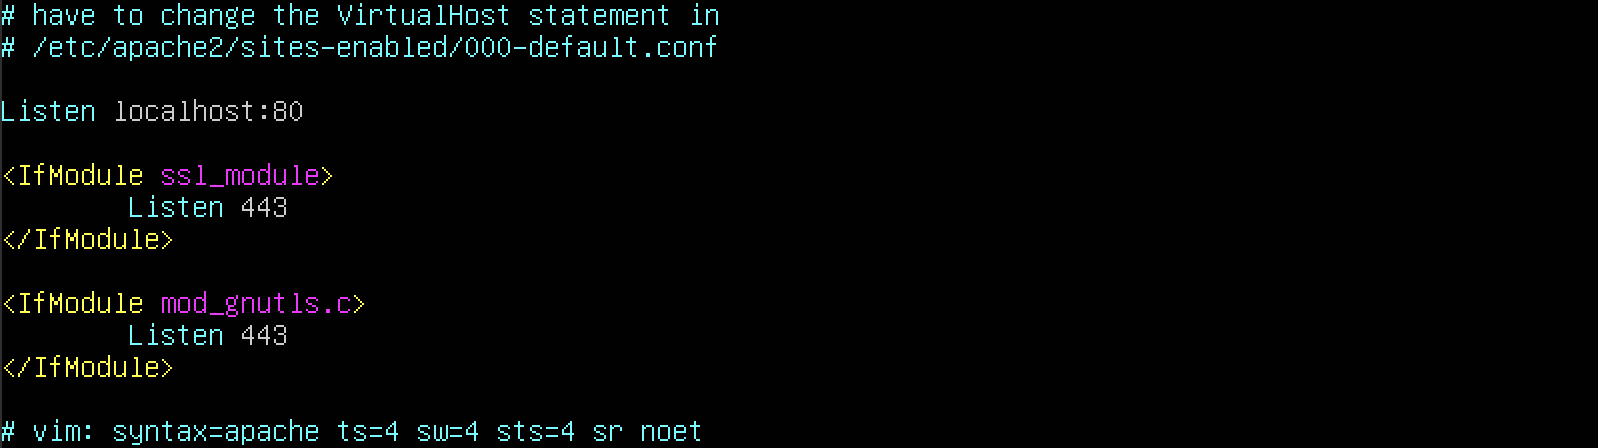 # have to change the VirtualHost statement in
# /etc/apache2/sites-enabled/000-default.conf
Listen localhost:80
<IfModule ssl_module>
Listen 443
</IfModule>
<IfModule mod_gnutls.c>
Listen 443
</IfModule>
# vim: syntax=apache ts=4 sw=4 sts=4 sr noet